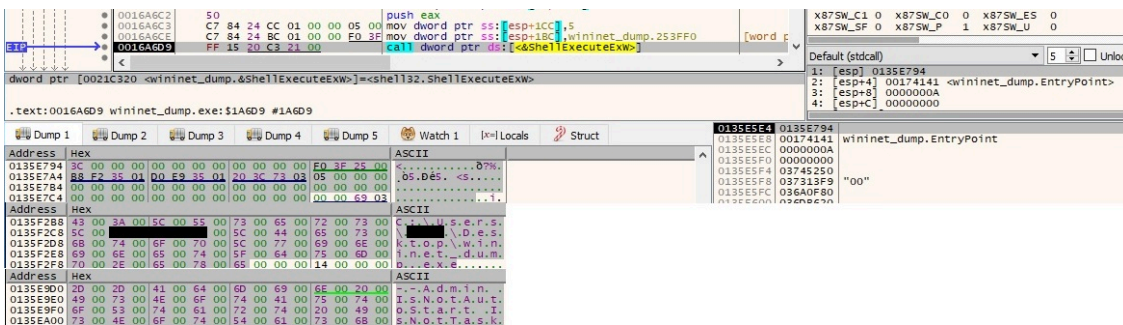 0016A6C2 50 push eax
0016A6C3 C7 84 24 CC 01 00 00 05 00 mov dword ptr ss:[esp+1CC],5
0016A6CE C7 84 24 BC 01 00 00 F0 3F mov dword ptr ss:[esp+1BC],wininet_dump.253FF0 [word p
EIP 0016A6D9 FF 15 20 C3 21 00 call dword ptr ds:[<&ShellExecuteExW>]
dword ptr [0021C320 <wininet_dump.&ShellExecuteExW>]=<shell32.ShellExecuteExW>
.text:0016A6D9 wininet_dump.exe:$1A6D9 #1A6D9
x87SW_C1 0 x87SW_C0 0 x87SW_ES 0
x87SW_SF 0 x87SW_P 1 x87SW_U 0
Default (stdcall) 5 Unloc
1: [esp] 0135E794
2: [esp+4] 00174141 <wininet_dump.EntryPoint>
3: [esp+8] 0000000A
4: [esp+C] 00000000
Dump 1 Dump 2 Dump 3 Dump 4 Dump 5 Watch 1 [x=] Locals Struct
Address Hex ASCII
0135E794 3C 00 00 00 00 00 00 00 00 00 00 00 F0 3F 25 00 <...........ð?%.
0135E7A4 B8 F2 35 01 D0 E9 35 01 20 3C 73 03 05 00 00 00 ¸ò5.Ðé5. <s.....
0135E7B4 00 00 00 00 00 00 00 00 00 00 00 00 00 00 00 00 ................
0135E7C4 00 00 00 00 00 00 00 00 00 00 00 00 00 00 69 03 ..............i.
Address Hex ASCII
0135F2B8 43 00 3A 00 5C 00 55 00 73 00 65 00 72 00 73 00 C.:.\.U.s.e.r.s.
0135F2C8 5C 00 00 5C 00 44 00 65 00 73 00 \. .\.D.e.s.
0135F2D8 6B 00 74 00 6F 00 70 00 5C 00 77 00 69 00 6E 00 k.t.o.p.\.w.i.n.
0135F2E8 69 00 6E 00 65 00 74 00 5F 00 64 00 75 00 6D 00 i.n.e.t._.d.u.m.
0135F2F8 70 00 2E 00 65 00 78 00 65 00 00 00 14 00 00 00 p...e.x.e.......
Address Hex ASCII
0135E9D0 2D 00 2D 00 41 00 64 00 6D 00 69 00 6E 00 20 00 -.-.A.d.m.i.n. .
0135E9E0 49 00 73 00 4E 00 6F 00 74 00 41 00 75 00 74 00 I.s.N.o.t.A.u.t.
0135E9F0 6F 00 53 00 74 00 61 00 72 00 74 00 20 00 49 00 o.S.t.a.r.t. .I.
0135EA00 73 00 4E 00 6F 00 74 00 54 00 61 00 73 00 6B 00 s.N.o.t.T.a.s.k.
0135E5E4 0135E794
0135E5E8 00174141 wininet_dump.EntryPoint
0135E5EC 0000000A
0135E5F0 00000000
0135E5F4 03745250
0135E5F8 037313F9 "00"
0135E5FC 036A0F80